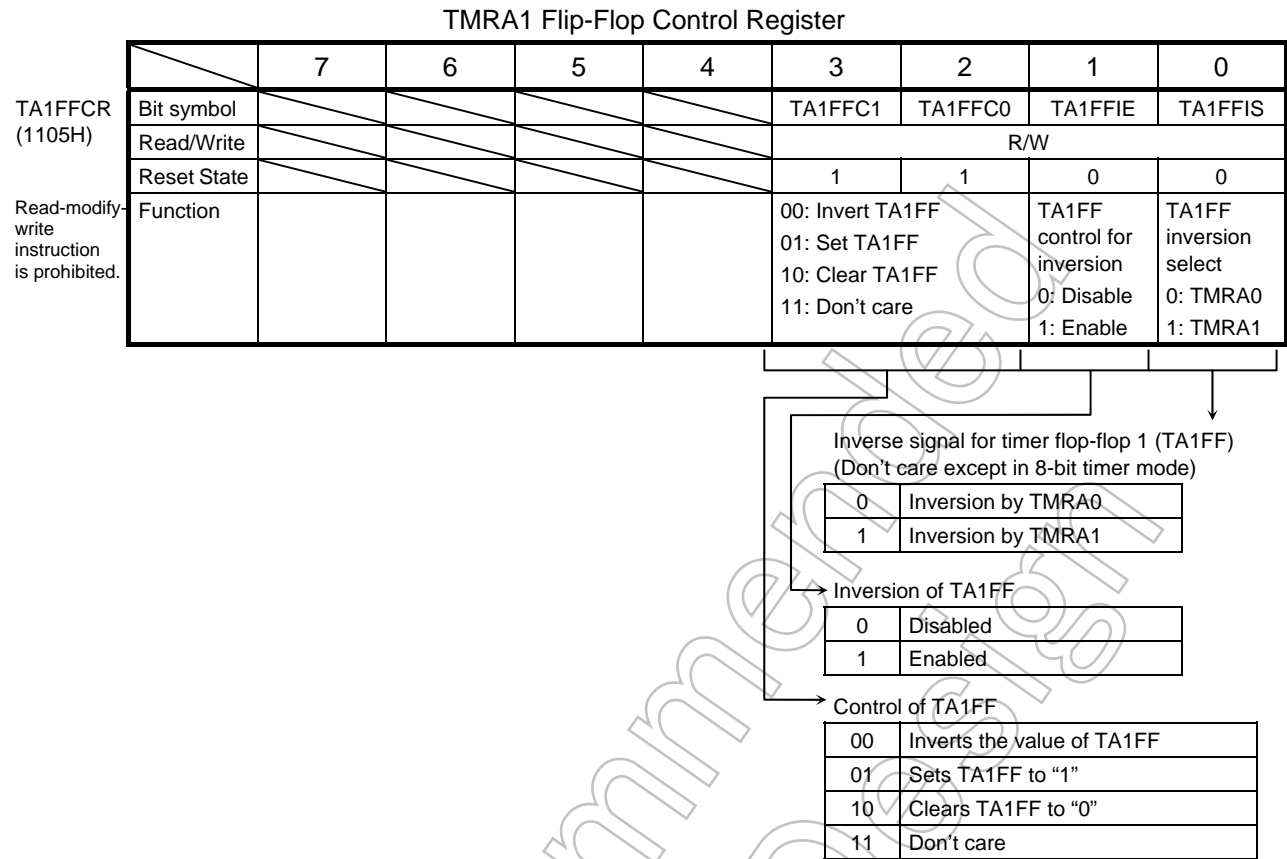 TMRA1 Flip-Flop Control Register
7 6 5 4 3 2 1 0
TA1FFCR
(1105H)
Bit symbol TA1FFC1 TA1FFC0 TA1FFIE TA1FFIS
Read/Write R/W
Reset State 1 1 0 0
Read-modify-
write
instruction
is prohibited.
Function
00: Invert TA1FF
01: Set TA1FF
10: Clear TA1FF
11: Don't care
TA1FF
control for
inversion
0: Disable
1: Enable
TA1FF
inversion
select
0: TMRA0
1: TMRA1
Inverse signal for timer flop-flop 1 (TA1FF)
(Don't care except in 8-bit timer mode)
0 Inversion by TMRA0
1 Inversion by TMRA1
Inversion of TA1FF
0 Disabled
1 Enabled
Control of TA1FF
00 Inverts the value of TA1FF
01 Sets TA1FF to “1”
10 Clears TA1FF to “0”
11 Don't care